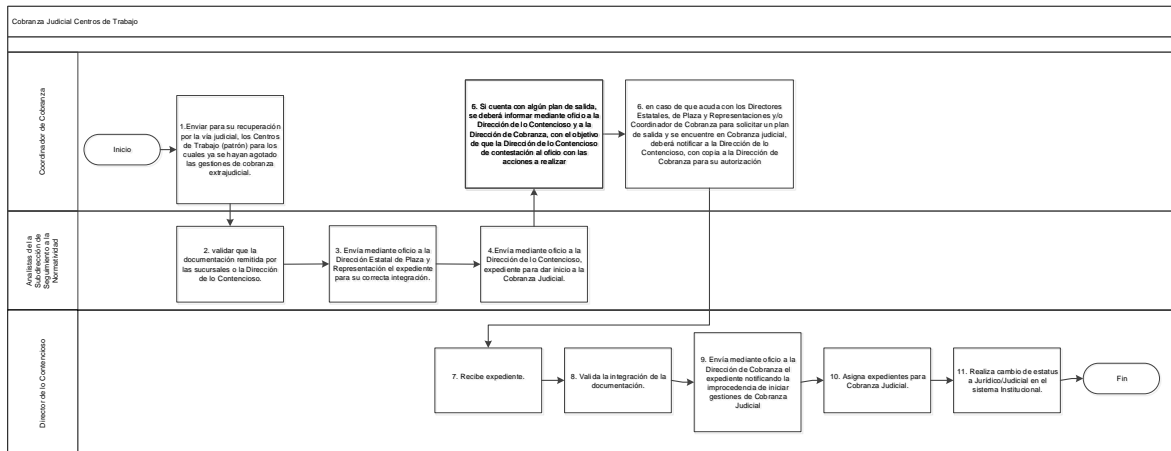 Cobranza Judicial Centros de Trabajo
Coordinador de Cobranza
Inicio
1.Enviar para su recuperación
por la vía judicial, los Centros
de Trabajo (patrón) para los
cuales ya se hayan agotado
las gestiones de cobranza
extrajudicial.
6. Si cuenta con algún plan de salida,
se deberá informar mediante oficio a la
Dirección de lo Contencioso y a la
Dirección de Cobranza, con el objetivo
de que la Dirección de lo Contencioso
de contestación al oficio con las
acciones a realizar
6. en caso de que acuda con los Directores
Estatales, de Plaza y Representaciones y/o
Coordinador de Cobranza para solicitar un plan
de salida y se encuentre en Cobranza judicial,
deberá notificar a la Dirección de lo
Contencioso, con copia a la Dirección de
Cobranza para su autorización
Analistas de la
Subdirección de
Seguimiento a la
Normatividad
2. validar que la
documentación remitida por
las sucursales o la Dirección
de lo Contencioso.
3. Envía mediante oficio a la
Dirección Estatal de Plaza y
Representación el expediente
para su correcta integración.
4.Envía mediante oficio a la
Dirección de lo Contencioso,
expediente para dar inicio a la
Cobranza Judicial.
Director de lo Contencioso
7. Recibe expediente.
8. Valida la integración de la
documentación.
9. Envía mediante oficio a la
Dirección de Cobranza el
expediente notificando la
improcedencia de iniciar
gestiones de Cobranza
Judicial
10. Asigna expedientes para
Cobranza Judicial.
11. Realiza cambio de estatus
a Jurídico/Judicial en el
sistema Institucional.
Fin